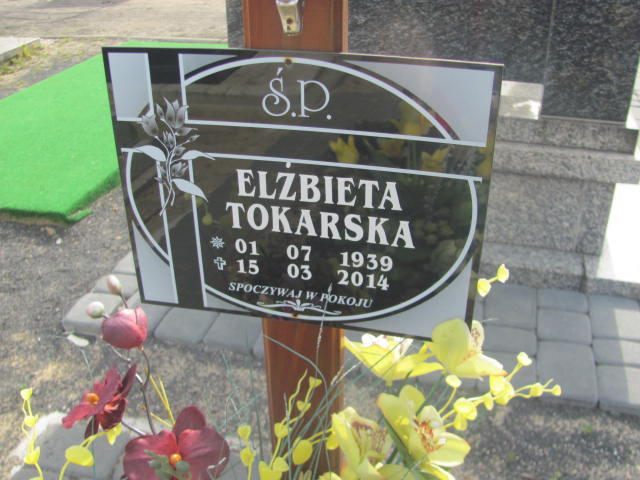 Ś.P.
ELŻBIETA
TOKARSKA
01 07 1939
15 03 2014
SPOCZYWAJ W POKOJU